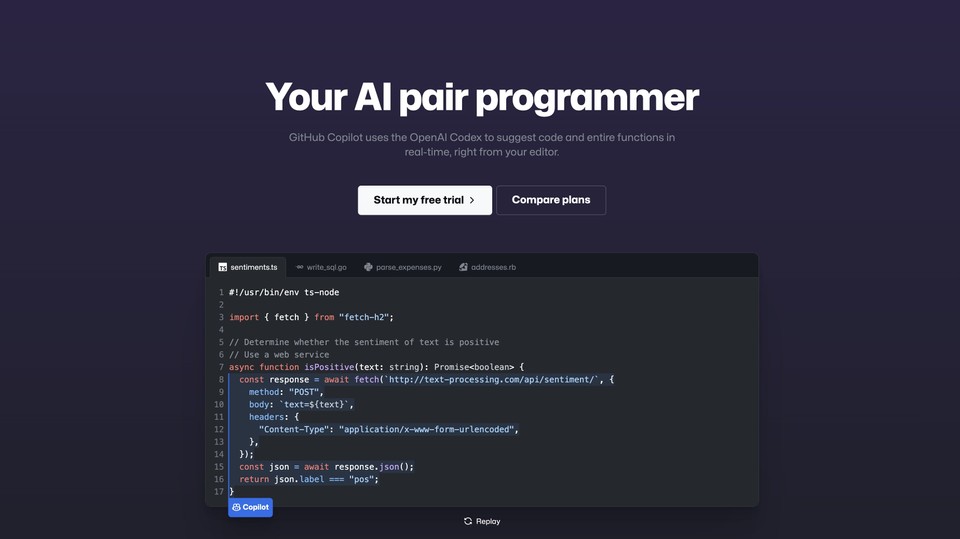 Your AI pair programmer
GitHub Copilot uses the OpenAI Codex to suggest code and entire functions in
real-time, right from your editor.
Start my free trial >
Compare plans
TS sentiments.ts
write_sql.go
parse_expenses.py
addresses.rb
1 #!/usr/bin/env ts-node
2
3 import { fetch } from "fetch-h2";
4
5 // Determine whether the sentiment of text is positive
6 // Use a web service
7 async function isPositive(text: string): Promise<boolean> {
8   const response = await fetch(`http://text-processing.com/api/sentiment/`, {
9     method: "POST",
10     body: `text=${text}`,
11     headers: {
12       "Content-Type": "application/x-www-form-urlencoded",
13     },
14   });
15   const json = await response.json();
16   return json.label === "pos";
17 }
Copilot
Replay